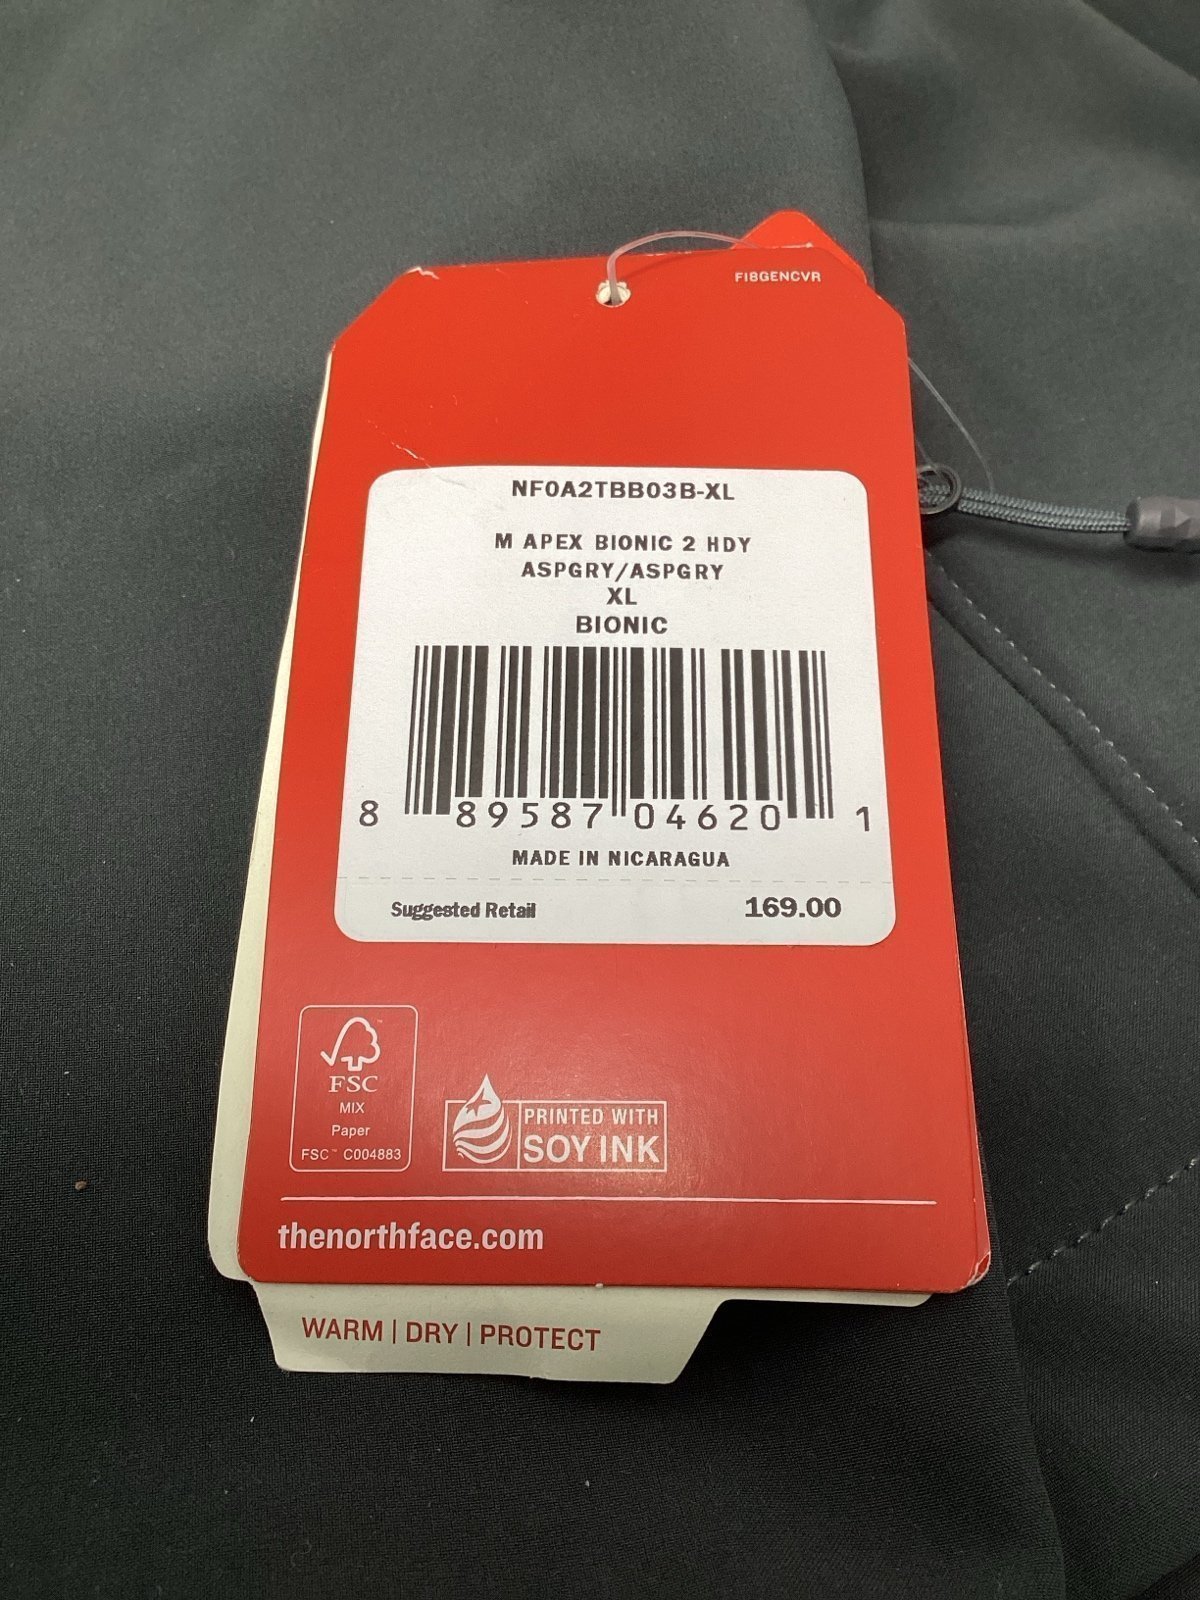 FI8GENCVR
NF0A2TBB03B-XL
M APEX BIONIC 2 HDY
ASPGRY/ASPGRY
XL
BIONIC
8 89587 04620 1
MADE IN NICARAGUA
Suggested Retail 169.00
FSC
MIX
Paper
FSC™ C004883
PRINTED WITH
SOY INK
thenorthface.com
WARM | DRY | PROTECT